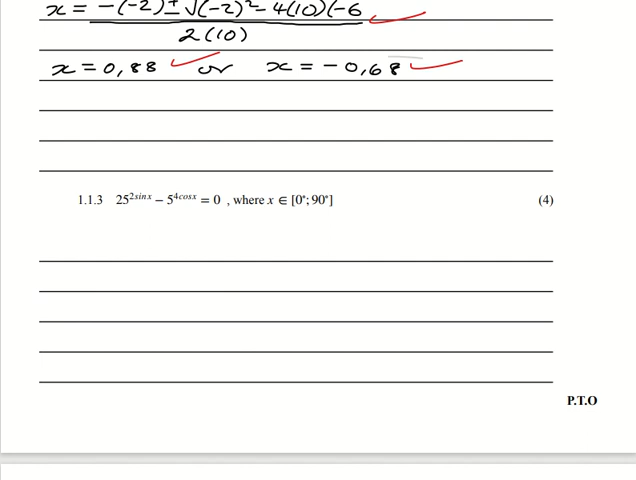 x = -(-2) ± √(-2)² - 4(10)(-6
2(10)
x = 0,88 or x = -0,68
1.1.3 25^{2sinx} − 5^{4cosx} = 0 , where x ∈ [0°; 90°] (4)
P.T.O